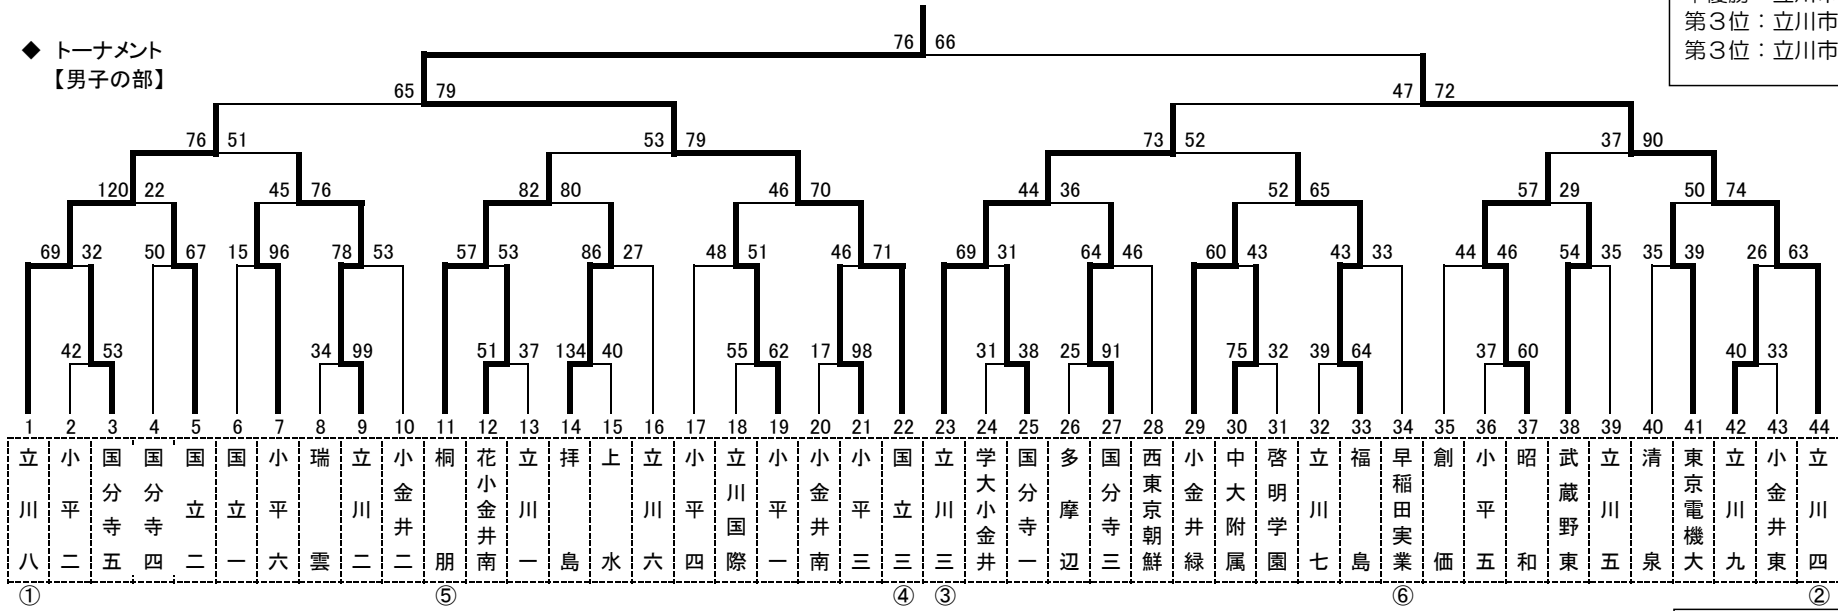 76 66
第３位：立川市
◆ トーナメント
第３位：立川市
【男子の部】
65 79 47 72
76 51 53 79 73 52 37 90
120 22 45 76 82 80 46 70 44 36 52 65 57 29 50 74
69 32 50 67 15 96 78 53 57 53 86 27 48 51 46 71 69 31 64 46 60 43 43 33 44 46 54 35 35 39 26 63
42 53 34 99 51 37 134 40 55 62 17 98 31 38 25 91 75 32 39 64 37 60 40 33
1 2 3 4 5 6 7 8 9 10 11 12 13 14 15 16 17 18 19 20 21 22 23 24 25 26 27 28 29 30 31 32 33 34 35 36 37 38 39 40 41 42 43 44
立川八
小平二
国分寺五
国分寺四
国立二
国立一
小平六
瑞雲
立川二
小金井二
桐朋
花小金井南
立川一
拝島
上水
立川六
小平四
立川国際
小平一
小金井南
小平三
国立三
立川三
学大小金井
国分寺一
多摩辺
国分寺三
西東京朝鮮
小金井緑
中大附属
啓明学園
立川七
福島
早稲田実業
創価
小平五
昭和
武蔵野東
立川五
清泉
東京電機大
立川九
小金井東
立川四
① ⑤ ④ ③ ⑥ ②